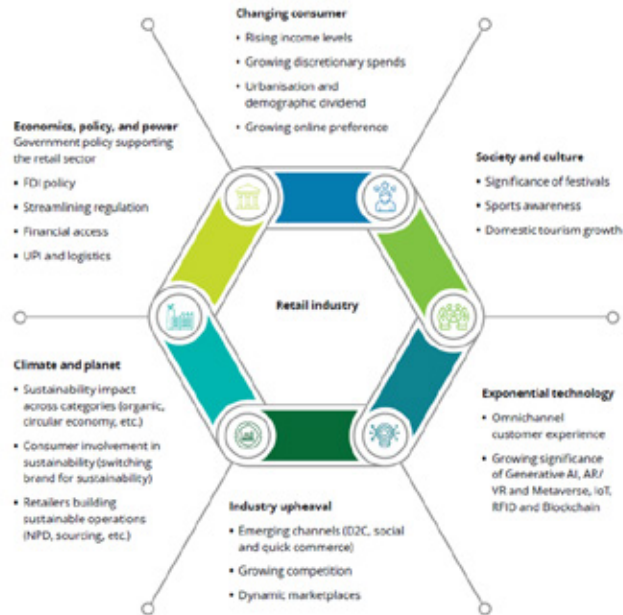 Changing consumer
• Rising income levels
• Growing discretionary spends
• Urbanisation and
demographic dividend
• Growing online preference
Economics, policy, and power
Government policy supporting
the retail sector
• FDI policy
• Streamlining regulation
• Financial access
• UPI and logistics
Society and culture
• Significance of festivals
• Sports awareness
• Domestic tourism growth
Retail industry
Climate and planet
• Sustainability impact
across categories (organic,
circular economy, etc.)
• Consumer involvement in
sustainability (switching
brand for sustainability)
• Retailers building
sustainable operations
(NPD, sourcing, etc.)
Exponential technology
• Omnichannel
customer experience
• Growing significance
of Generative AI, AR/
VR and Metaverse, IoT,
RFID and Blockchain
Industry upheaval
• Emerging channels (D2C, social
and quick commerce)
• Growing competition
• Dynamic marketplaces